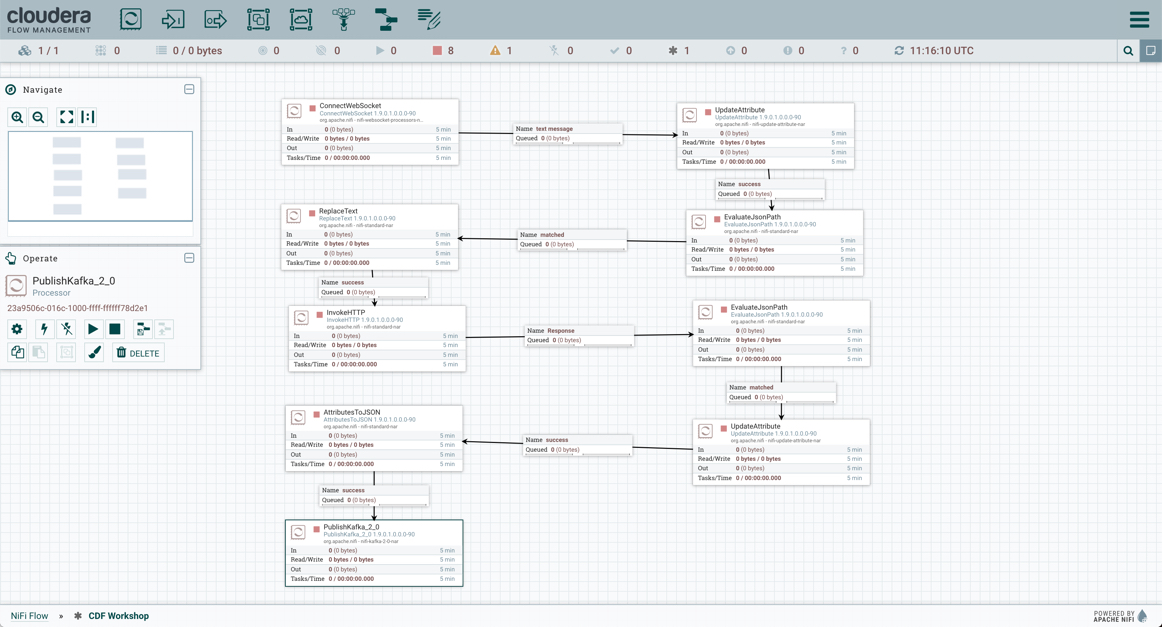 cloudera
FLOW MANAGEMENT
1 / 1
0
0 / 0 bytes
0
0
0
8
1
0
0
1
0
0
0
11:16:10 UTC
Navigate
Operate
PublishKafka_2_0
Processor
23a9506c-016c-1000-ffff-ffffff78d2e1
DELETE
ConnectWebSocket
ConnectWebSocket 1.9.0.1.0.0.0-90
org.apache.nifi - nifi-websocket-processors-n...
In 0 (0 bytes) 5 min
Read/Write 0 bytes / 0 bytes 5 min
Out 0 (0 bytes) 5 min
Tasks/Time 0 / 00:00:00.000 5 min
Name text message
Queued 0 (0 bytes)
UpdateAttribute
UpdateAttribute 1.9.0.1.0.0.0-90
org.apache.nifi - nifi-update-attribute-nar
In 0 (0 bytes) 5 min
Read/Write 0 bytes / 0 bytes 5 min
Out 0 (0 bytes) 5 min
Tasks/Time 0 / 00:00:00.000 5 min
Name success
Queued 0 (0 bytes)
EvaluateJsonPath
EvaluateJsonPath 1.9.0.1.0.0.0-90
org.apache.nifi - nifi-standard-nar
In 0 (0 bytes) 5 min
Read/Write 0 bytes / 0 bytes 5 min
Out 0 (0 bytes) 5 min
Tasks/Time 0 / 00:00:00.000 5 min
Name matched
Queued 0 (0 bytes)
ReplaceText
ReplaceText 1.9.0.1.0.0.0-90
org.apache.nifi - nifi-standard-nar
In 0 (0 bytes) 5 min
Read/Write 0 bytes / 0 bytes 5 min
Out 0 (0 bytes) 5 min
Tasks/Time 0 / 00:00:00.000 5 min
Name success
Queued 0 (0 bytes)
InvokeHTTP
InvokeHTTP 1.9.0.1.0.0.0-90
org.apache.nifi - nifi-standard-nar
In 0 (0 bytes) 5 min
Read/Write 0 bytes / 0 bytes 5 min
Out 0 (0 bytes) 5 min
Tasks/Time 0 / 00:00:00.000 5 min
Name Response
Queued 0 (0 bytes)
EvaluateJsonPath
EvaluateJsonPath 1.9.0.1.0.0.0-90
org.apache.nifi - nifi-standard-nar
In 0 (0 bytes) 5 min
Read/Write 0 bytes / 0 bytes 5 min
Out 0 (0 bytes) 5 min
Tasks/Time 0 / 00:00:00.000 5 min
Name matched
Queued 0 (0 bytes)
UpdateAttribute
UpdateAttribute 1.9.0.1.0.0.0-90
org.apache.nifi - nifi-update-attribute-nar
In 0 (0 bytes) 5 min
Read/Write 0 bytes / 0 bytes 5 min
Out 0 (0 bytes) 5 min
Tasks/Time 0 / 00:00:00.000 5 min
Name success
Queued 0 (0 bytes)
AttributesToJSON
AttributesToJSON 1.9.0.1.0.0.0-90
org.apache.nifi - nifi-standard-nar
In 0 (0 bytes) 5 min
Read/Write 0 bytes / 0 bytes 5 min
Out 0 (0 bytes) 5 min
Tasks/Time 0 / 00:00:00.000 5 min
Name success
Queued 0 (0 bytes)
PublishKafka_2_0
PublishKafka_2_0 1.9.0.1.0.0.0-90
org.apache.nifi - nifi-kafka-2-0-nar
In 0 (0 bytes) 5 min
Read/Write 0 bytes / 0 bytes 5 min
Out 0 (0 bytes) 5 min
Tasks/Time 0 / 00:00:00.000 5 min
NiFi Flow » CDF Workshop
POWERED BY
APACHE NIFI